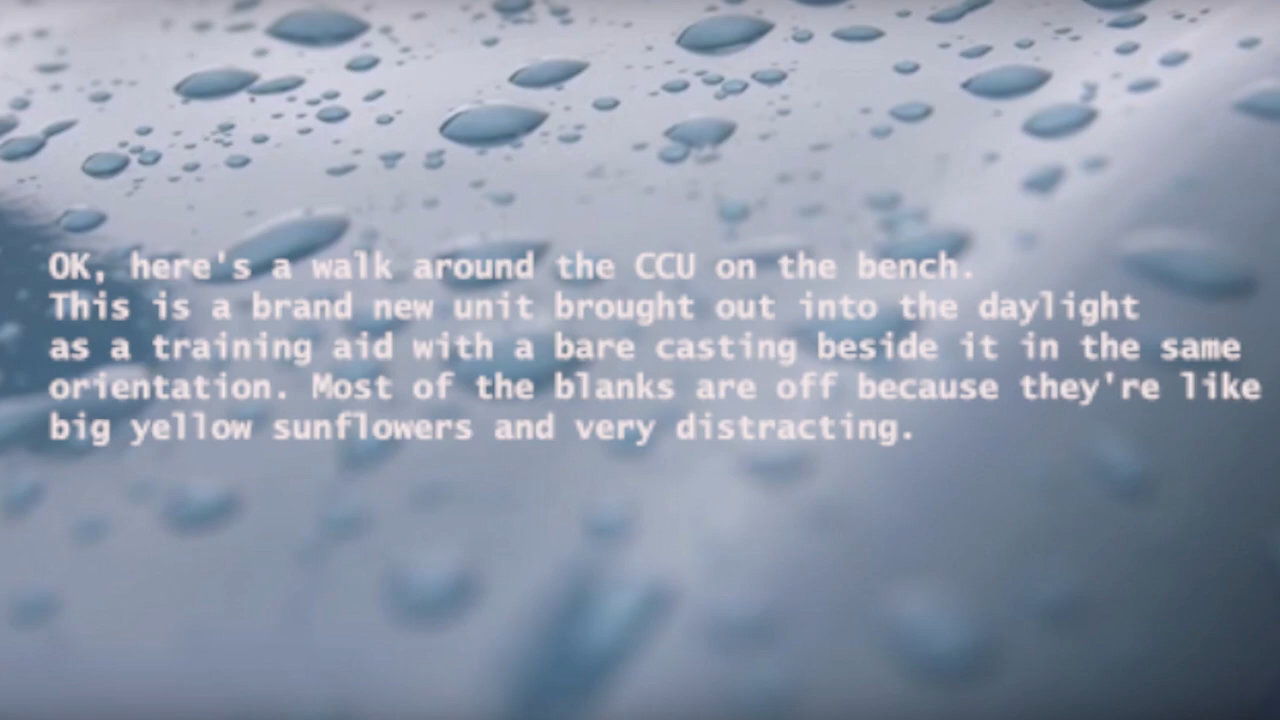 OK, here's a walk around the CCU on the bench.
This is a brand new unit brought out into the daylight
as a training aid with a bare casting beside it in the same
orientation. Most of the blanks are off because they're like
big yellow sunflowers and very distracting.